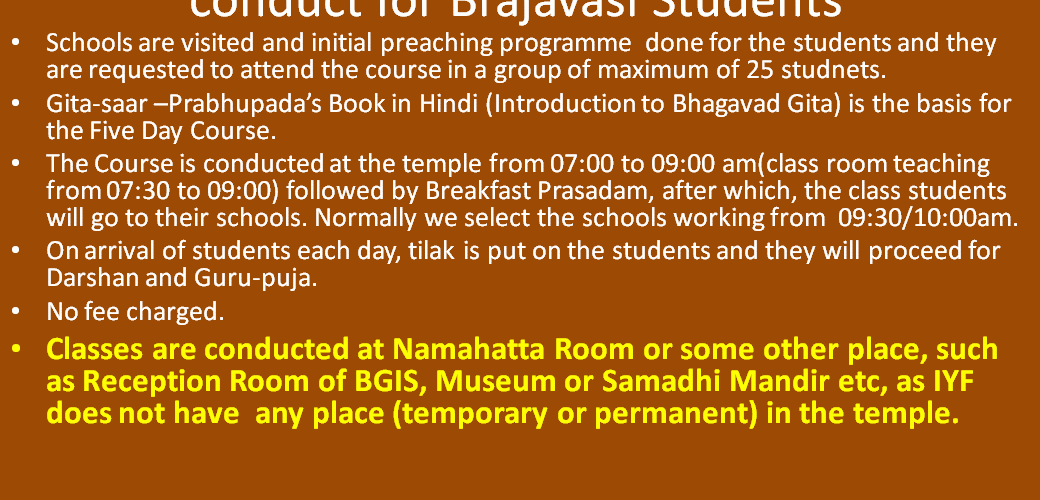 conduct for Brajavasi Students
• Schools are visited and initial preaching programme  done for the students and they
are requested to attend the course in a group of maximum of 25 studnets.
• Gita-saar –Prabhupada's Book in Hindi (Introduction to Bhagavad Gita) is the basis for
the Five Day Course.
• The Course is conducted at the temple from 07:00 to 09:00 am(class room teaching
from 07:30 to 09:00) followed by Breakfast Prasadam, after which, the class students
will go to their schools. Normally we select the schools working from  09:30/10:00am.
• On arrival of students each day, tilak is put on the students and they will proceed for
Darshan and Guru-puja.
• No fee charged.
• Classes are conducted at Namahatta Room or some other place, such
as Reception Room of BGIS, Museum or Samadhi Mandir etc, as IYF
does not have  any place (temporary or permanent) in the temple.